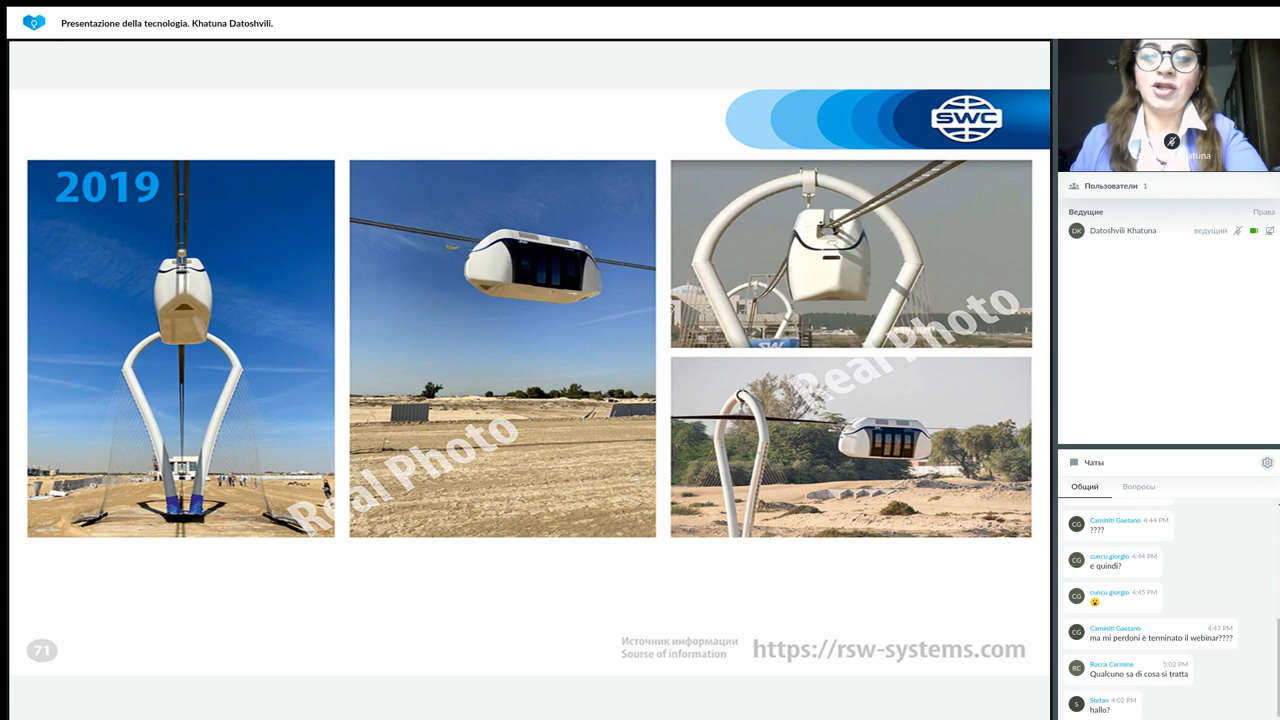 Presentazione della tecnologia. Khatuna Datoshvili.
SWC
2019
Real Photo
Real Photo
SW
71
Источник информации
Sourse of information
https://rsw-systems.com
atuna
Пользователи 1
Ведущие Права
DK Datoshvili Khatuna ведущий
Чаты
Общий Вопросы
CG Caminiti Gaetano 4:44 PM
????
CG cuncu giorgio 4:44 PM
e quindi?
CG cuncu giorgio 4:45 PM
😮
CG Caminiti Gaetano 4:47 PM
ma mi perdoni è terminato il webinar????
RC Rocca Carmine 5:02 PM
Qualcuno sa di cosa si tratta
S Stefan 4:02 PM
hallo?